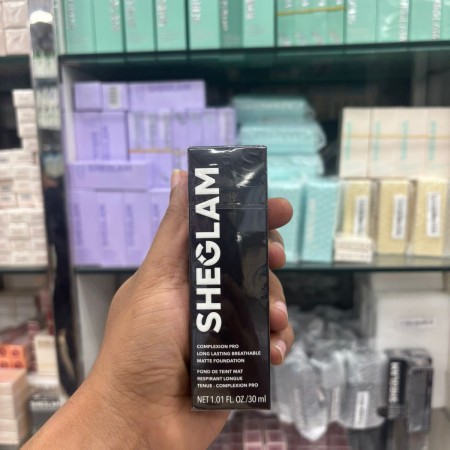 SHEGLAM
COMPLEXION PRO
LONG LASTING BREATHABLE
MATTE FOUNDATION
FOND DE TEINT MAT
RESPIRANT LONGUE
TENUE - COMPLEXION PRO
NET 1.01 FL. OZ./30 ml